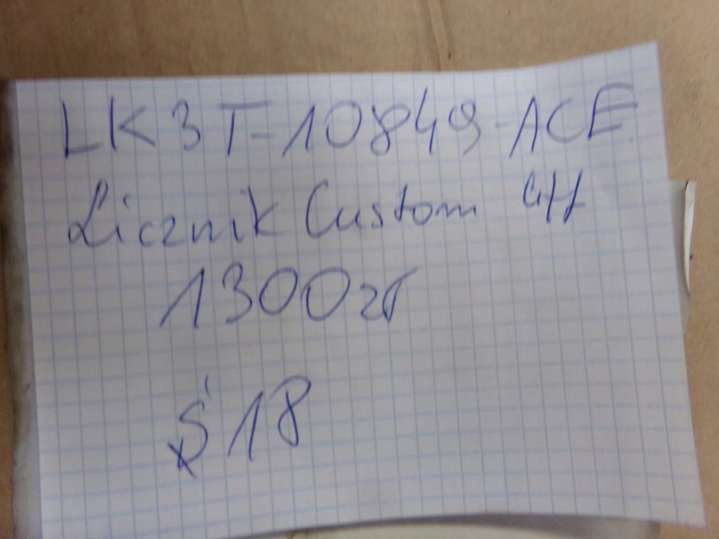 LK3T-10849-ACE
Licznik Custom
1300zł
Ś18